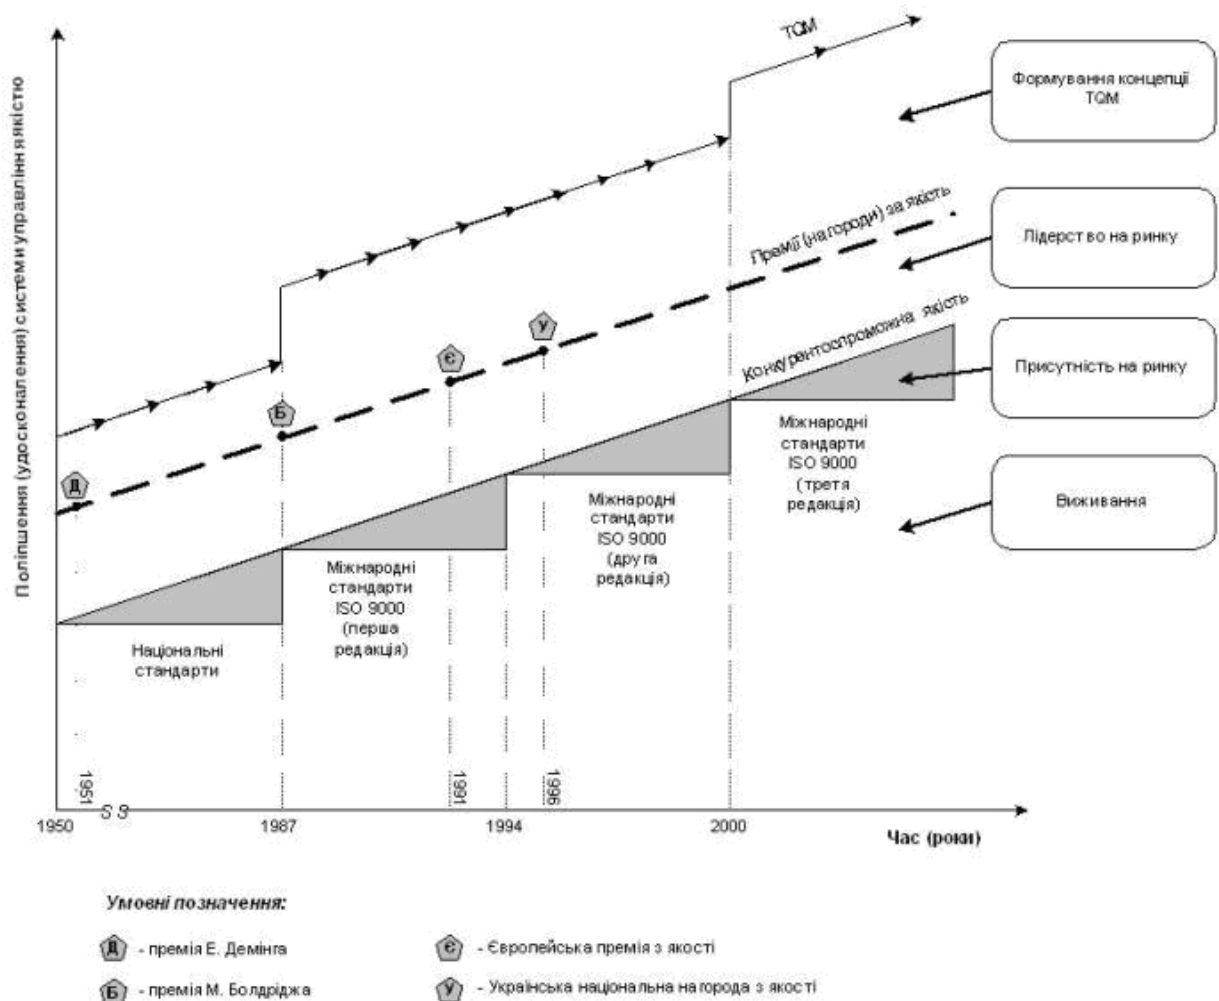 TQM
Формування концепції
TQM
Поліпшення (удосконалення) системи управління якістю
Премії (нагороди) за якість
Лідерство на ринку
У
Є
Конкурентоспроможна якість
Б
Присутність на ринку
Д
Міжнародні
стандарти
ISO 9000
(третя
редакція)
Міжнародні
стандарти
ISO 9000
(друга
редакція)
Виживання
Міжнародні
стандарти
ISO 9000
(перша
редакція)
Національні
стандарти
1951
1991
1996
1950
1987
1994
2000
Час (роки)
Умовні позначення:
Д - премія Е. Демінга
Є - Європейська премія з якості
Б - премія М. Болдріджа
У - Українська національна нагорода з якості